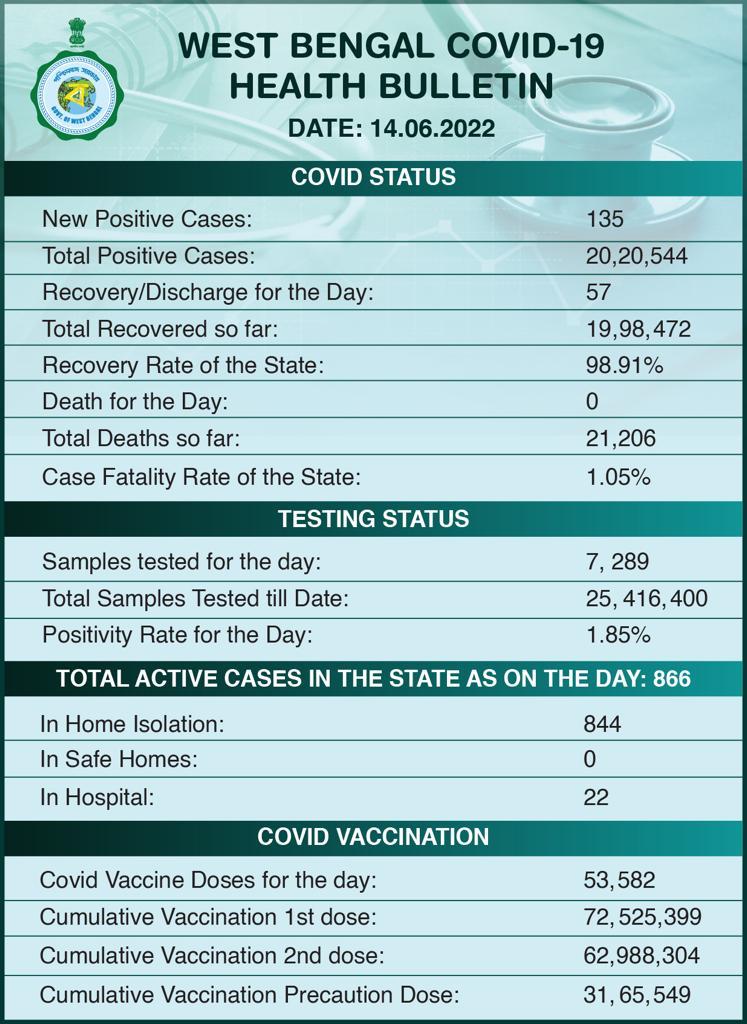 পশ্চিমবঙ্গ সরকার
ব
GOVT. OF WEST BENGAL
WEST BENGAL COVID-19
HEALTH BULLETIN
DATE: 14.06.2022
COVID STATUS
New Positive Cases: 135
Total Positive Cases: 20,20,544
Recovery/Discharge for the Day: 57
Total Recovered so far: 19,98,472
Recovery Rate of the State: 98.91%
Death for the Day: 0
Total Deaths so far: 21,206
Case Fatality Rate of the State: 1.05%
TESTING STATUS
Samples tested for the day: 7, 289
Total Samples Tested till Date: 25, 416,400
Positivity Rate for the Day: 1.85%
TOTAL ACTIVE CASES IN THE STATE AS ON THE DAY: 866
In Home Isolation: 844
In Safe Homes: 0
In Hospital: 22
COVID VACCINATION
Covid Vaccine Doses for the day: 53,582
Cumulative Vaccination 1st dose: 72,525,399
Cumulative Vaccination 2nd dose: 62,988,304
Cumulative Vaccination Precaution Dose: 31,65,549